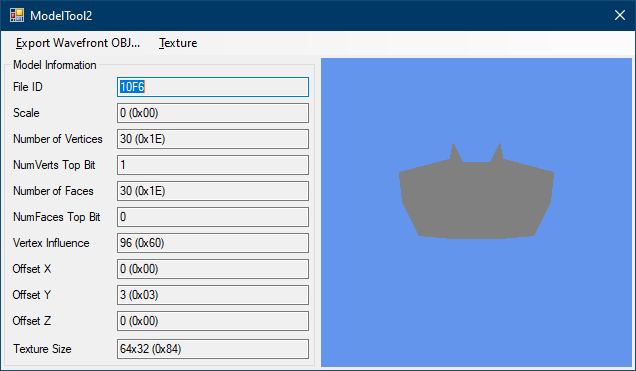 ModelTool2
Export Wavefront OBJ... Texture
Model Information
File ID 10F6
Scale 0 (0x00)
Number of Vertices 30 (0x1E)
NumVerts Top Bit 1
Number of Faces 30 (0x1E)
NumFaces Top Bit 0
Vertex Influence 96 (0x60)
Offset X 0 (0x00)
Offset Y 3 (0x03)
Offset Z 0 (0x00)
Texture Size 64x32 (0x84)